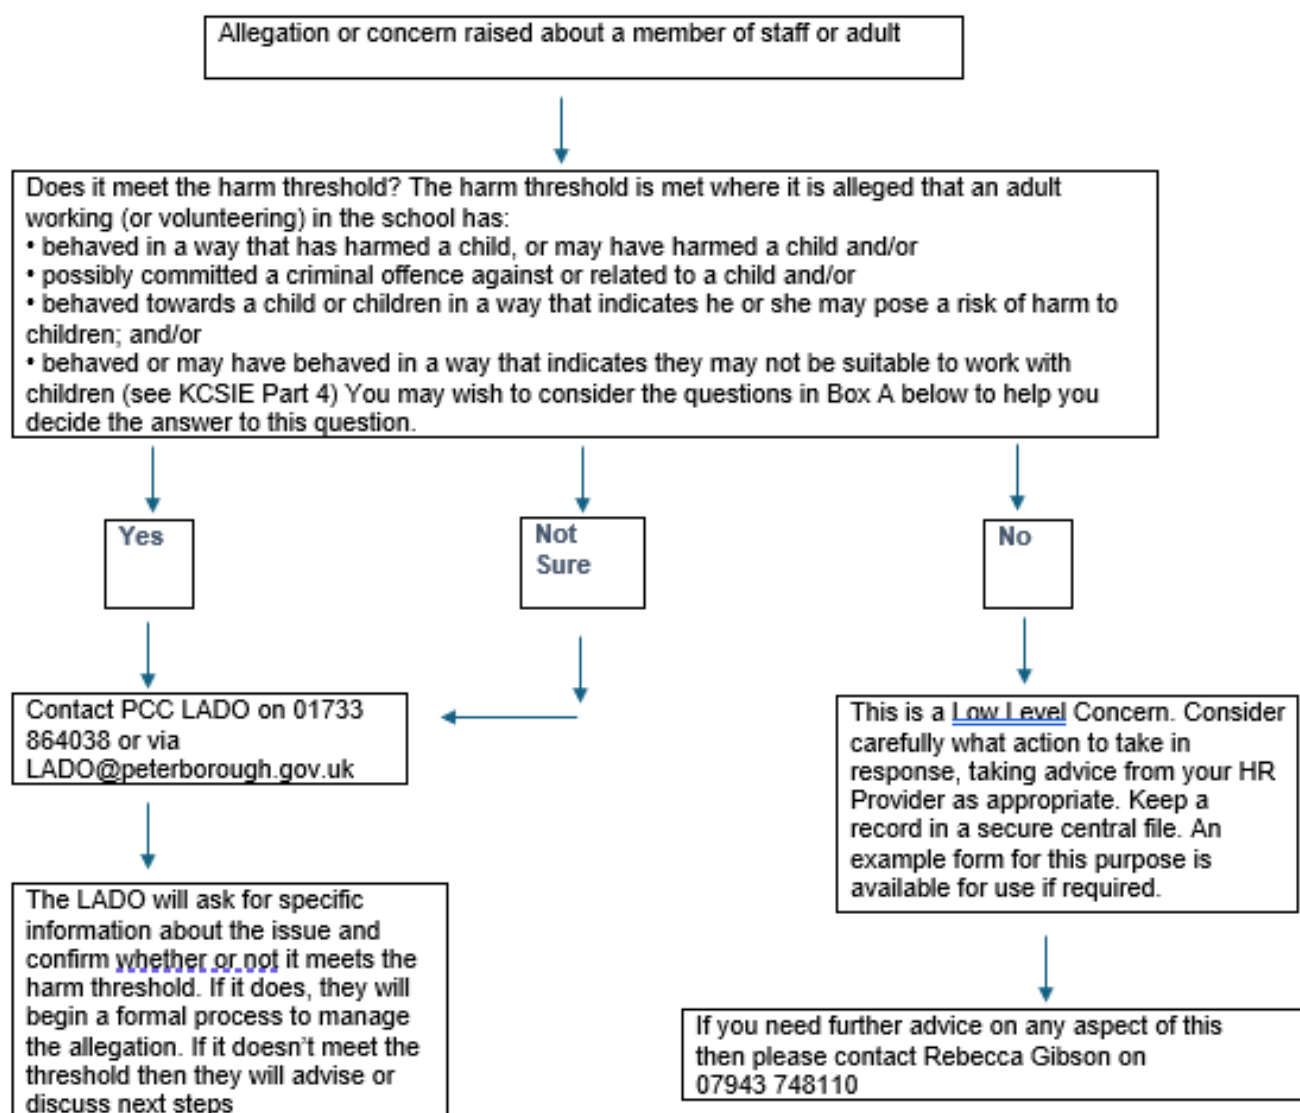 Allegation or concern raised about a member of staff or adult
Does it meet the harm threshold? The harm threshold is met where it is alleged that an adult
working (or volunteering) in the school has:
• behaved in a way that has harmed a child, or may have harmed a child and/or
• possibly committed a criminal offence against or related to a child and/or
• behaved towards a child or children in a way that indicates he or she may pose a risk of harm to
children; and/or
• behaved or may have behaved in a way that indicates they may not be suitable to work with
children (see KCSIE Part 4) You may wish to consider the questions in Box A below to help you
decide the answer to this question.
Yes
Not
Sure
No
Contact PCC LADO on 01733
864038 or via
LADO@peterborough.gov.uk
This is a Low Level Concern. Consider
carefully what action to take in
response, taking advice from your HR
Provider as appropriate. Keep a
record in a secure central file. An
example form for this purpose is
available for use if required.
The LADO will ask for specific
information about the issue and
confirm whether or not it meets the
harm threshold. If it does, they will
begin a formal process to manage
the allegation. If it doesn't meet the
threshold then they will advise or
discuss next steps
If you need further advice on any aspect of this
then please contact Rebecca Gibson on
07943 748110